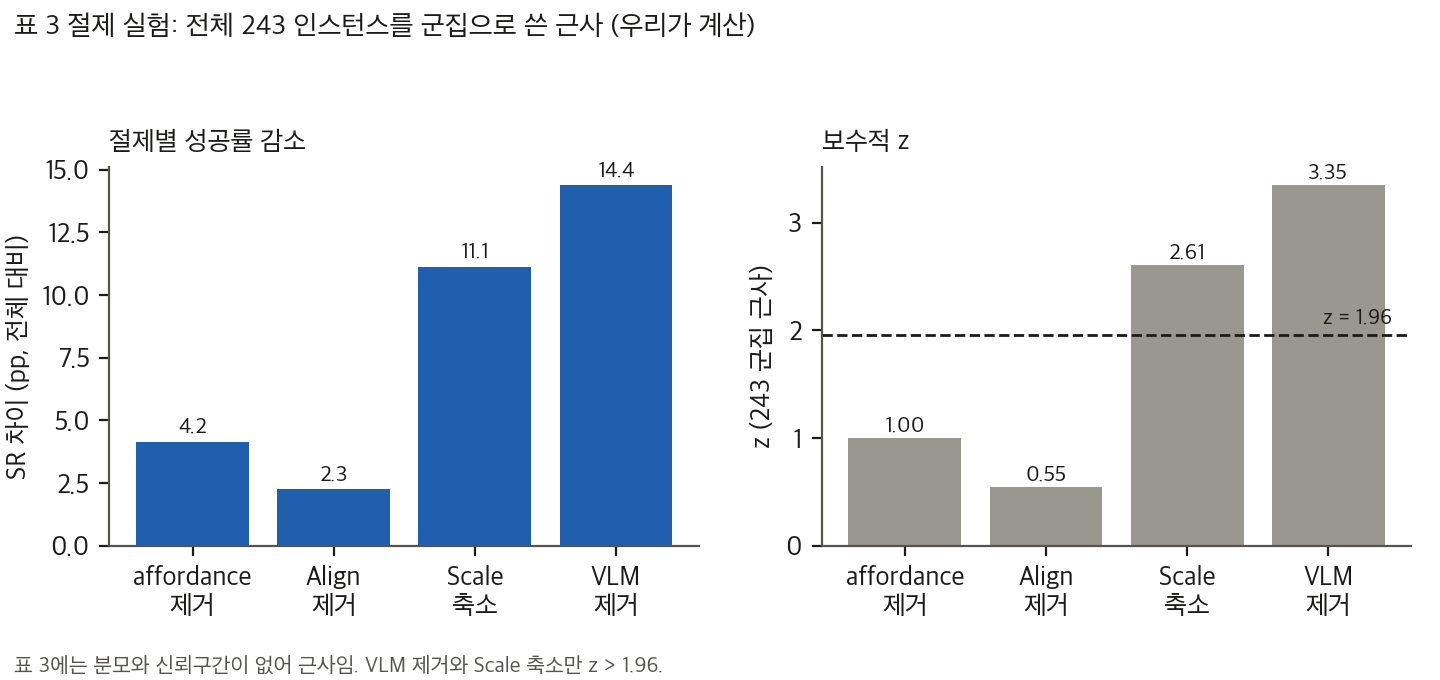 표 3 절제 실험: 전체 243 인스턴스를 군집으로 쓴 근사 (우리가 계산)
절제별 성공률 감소
SR 차이 (pp, 전체 대비)
15.0
12.5
10.0
7.5
5.0
2.5
0.0
4.2
2.3
11.1
14.4
affordance
제거
Align
제거
Scale
축소
VLM
제거
보수적 z
z (243 군집 근사)
3
2
1
0
1.00
0.55
2.61
3.35
z = 1.96
affordance
제거
Align
제거
Scale
축소
VLM
제거
표 3에는 분모와 신뢰구간이 없어 근사임. VLM 제거와 Scale 축소만 z > 1.96.